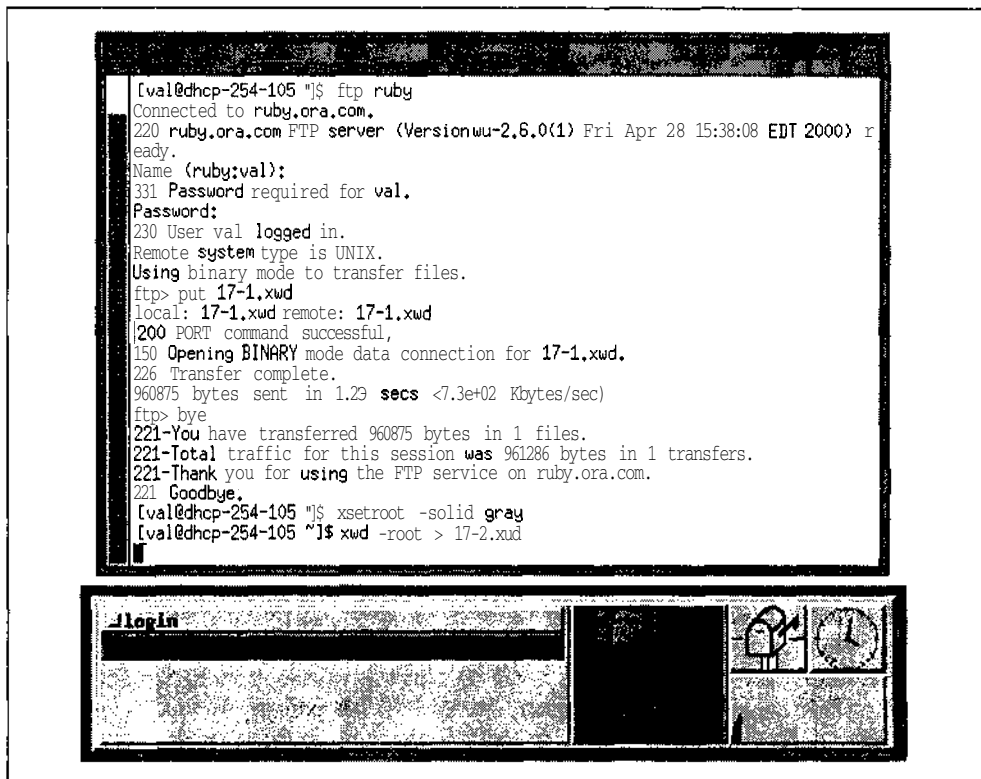 [val@dhcp-254-105 "]$ ftp ruby
Connected to ruby.ora.com.
220 ruby.ora.com FTP server (Version wu-2.6.0(1) Fri Apr 28 15:38:08 EDT 2000) r
eady.
Name (ruby:val):
331 Password required for val.
Password:
230 User val logged in.
Remote system type is UNIX.
Using binary mode to transfer files.
ftp> put 17-1.xwd
local: 17-1.xwd remote: 17-1.xwd
200 PORT command successful,
150 Opening BINARY mode data connection for 17-1.xwd.
226 Transfer complete.
960875 bytes sent in 1.29 secs <7.3e+02 Kbytes/sec)
ftp> bye
221-You have transferred 960875 bytes in 1 files.
221-Total traffic for this session was 961286 bytes in 1 transfers.
221-Thank you for using the FTP service on ruby.ora.com.
221 Goodbye.
[val@dhcp-254-105 "]$ xsetroot -solid gray
[val@dhcp-254-105 ~]$ xwd -root > 17-2.xud
login